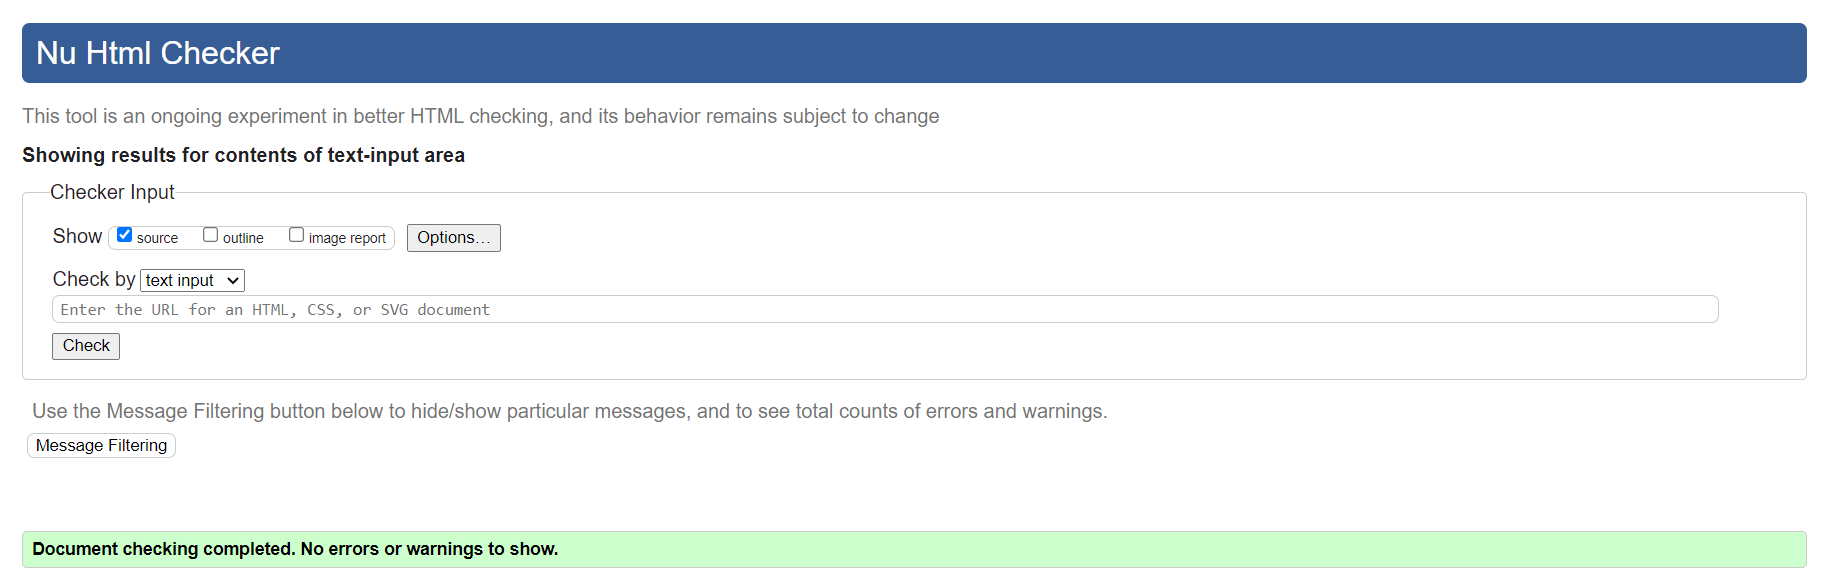 Nu Html Checker
This tool is an ongoing experiment in better HTML checking, and its behavior remains subject to change
Showing results for contents of text-input area
Checker Input
Show source outline image report Options...
Check by text input
Enter the URL for an HTML, CSS, or SVG document
Check
Use the Message Filtering button below to hide/show particular messages, and to see total counts of errors and warnings.
Message Filtering
Document checking completed. No errors or warnings to show.